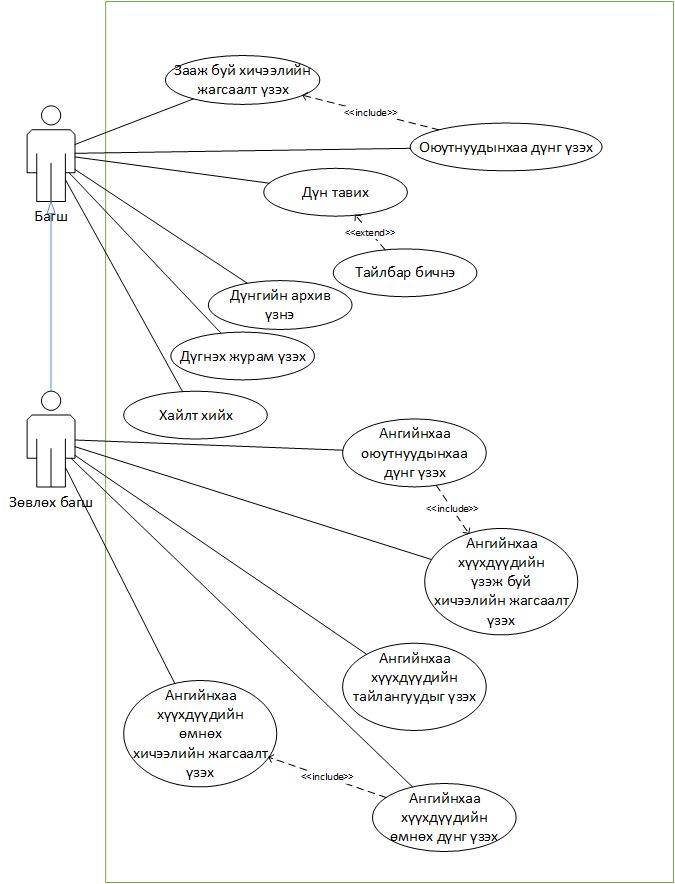 Зааж буй хичээлийн
жагсаалт үзэх
<<include>>
Оюутнуудынхаа дүнг үзэх
Дүн тавих
Багш
<<extend>>
Тайлбар бичнэ
Дүнгийн архив
үзнэ
Дүгнэх журам үзэх
Хайлт хийх
Ангийнхаа
оюутнуудынхаа
дүнг үзэх
Зөвлөх багш
<<include>>
Ангийнхаа
хүүхдүүдийн
үзэж буй
хичээлийн жагсаалт
үзэх
Ангийнхаа
хүүхдүүдийн
тайлангуудыг үзэх
Ангийнхаа
хүүхдүүдийн
өмнөх
хичээлийн жагсаалт
үзэх
<<include>>
Ангийнхаа
хүүхдүүдийн
өмнөх дүнг үзэх